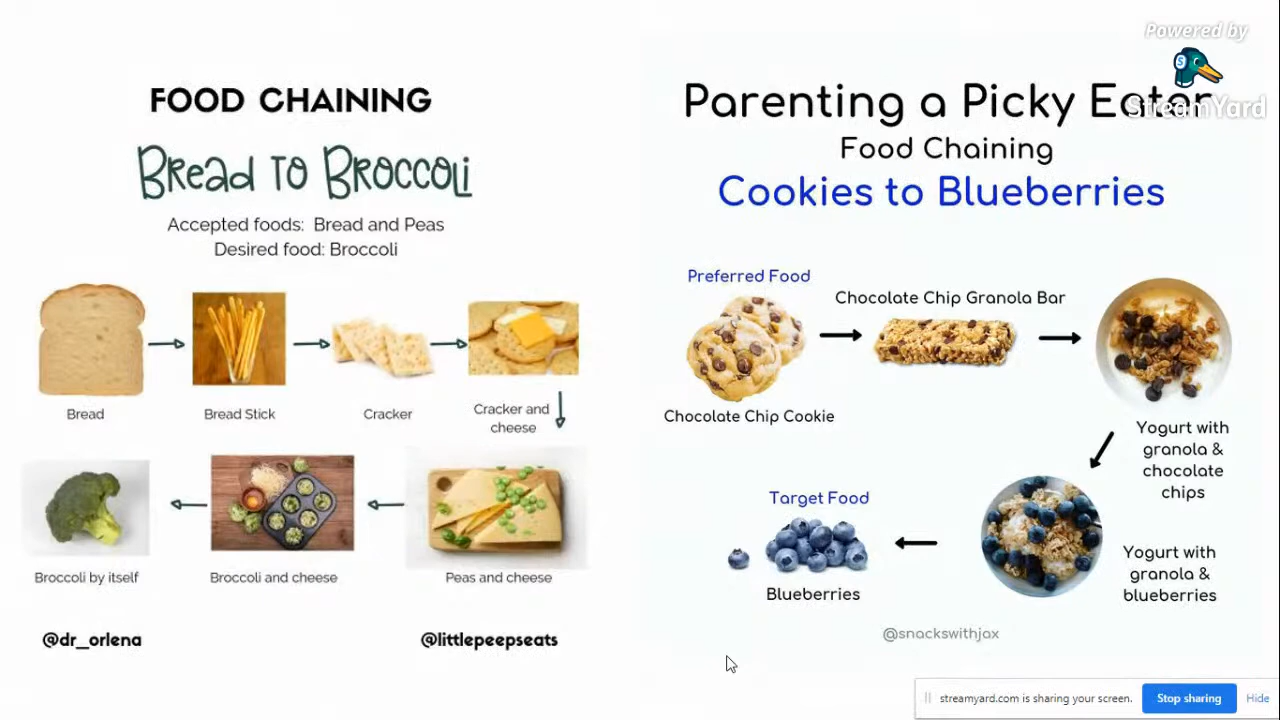 Powered by
StreamYard
FOOD CHAINING
Bread to Broccoli
Accepted foods: Bread and Peas
Desired food: Broccoli
Bread
Bread Stick
Cracker
Cracker and
cheese
Broccoli by itself
Broccoli and cheese
Peas and cheese
@dr_orlena
@littlepeepseats
Parenting a Picky Eater
Food Chaining
Cookies to Blueberries
Preferred Food
Chocolate Chip Cookie
Chocolate Chip Granola Bar
Yogurt with
granola &
chocolate
chips
Target Food
Blueberries
Yogurt with
granola &
blueberries
@snackswithjax
streamyard.com is sharing your screen.
Stop sharing
Hide